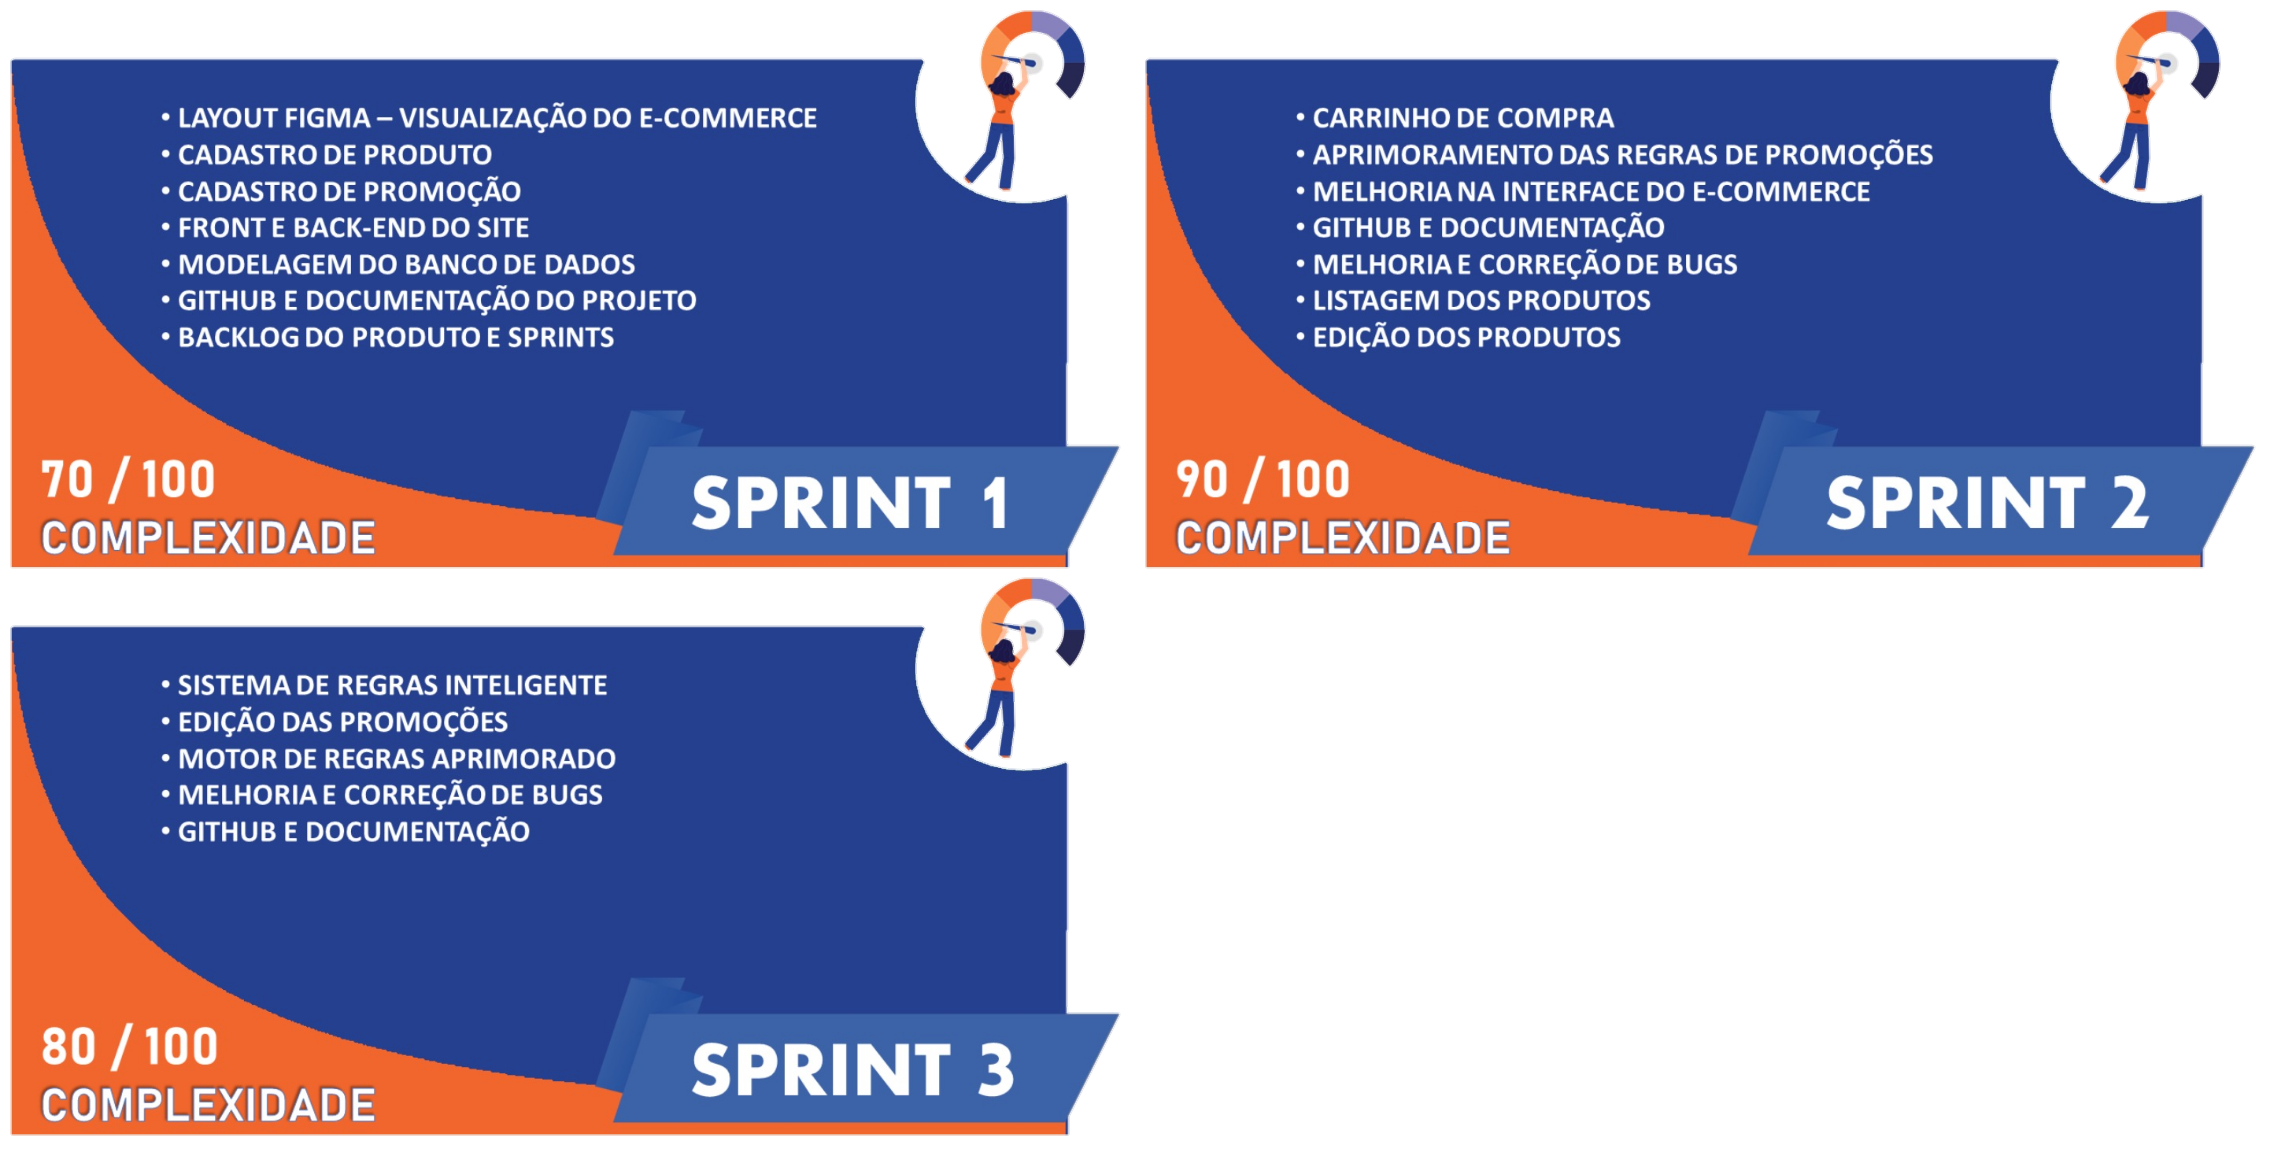 • LAYOUT FIGMA – VISUALIZAÇÃO DO E-COMMERCE
• CADASTRO DE PRODUTO
• CADASTRO DE PROMOÇÃO
• FRONT E BACK-END DO SITE
• MODELAGEM DO BANCO DE DADOS
• GITHUB E DOCUMENTAÇÃO DO PROJETO
• BACKLOG DO PRODUTO E SPRINTS
70 / 100
COMPLEXIDADE
SPRINT 1
• CARRINHO DE COMPRA
• APRIMORAMENTO DAS REGRAS DE PROMOÇÕES
• MELHORIA NA INTERFACE DO E-COMMERCE
• GITHUB E DOCUMENTAÇÃO
• MELHORIA E CORREÇÃO DE BUGS
• LISTAGEM DOS PRODUTOS
• EDIÇÃO DOS PRODUTOS
90 / 100
COMPLEXIDADE
SPRINT 2
• SISTEMA DE REGRAS INTELIGENTE
• EDIÇÃO DAS PROMOÇÕES
• MOTOR DE REGRAS APRIMORADO
• MELHORIA E CORREÇÃO DE BUGS
• GITHUB E DOCUMENTAÇÃO
80 / 100
COMPLEXIDADE
SPRINT 3